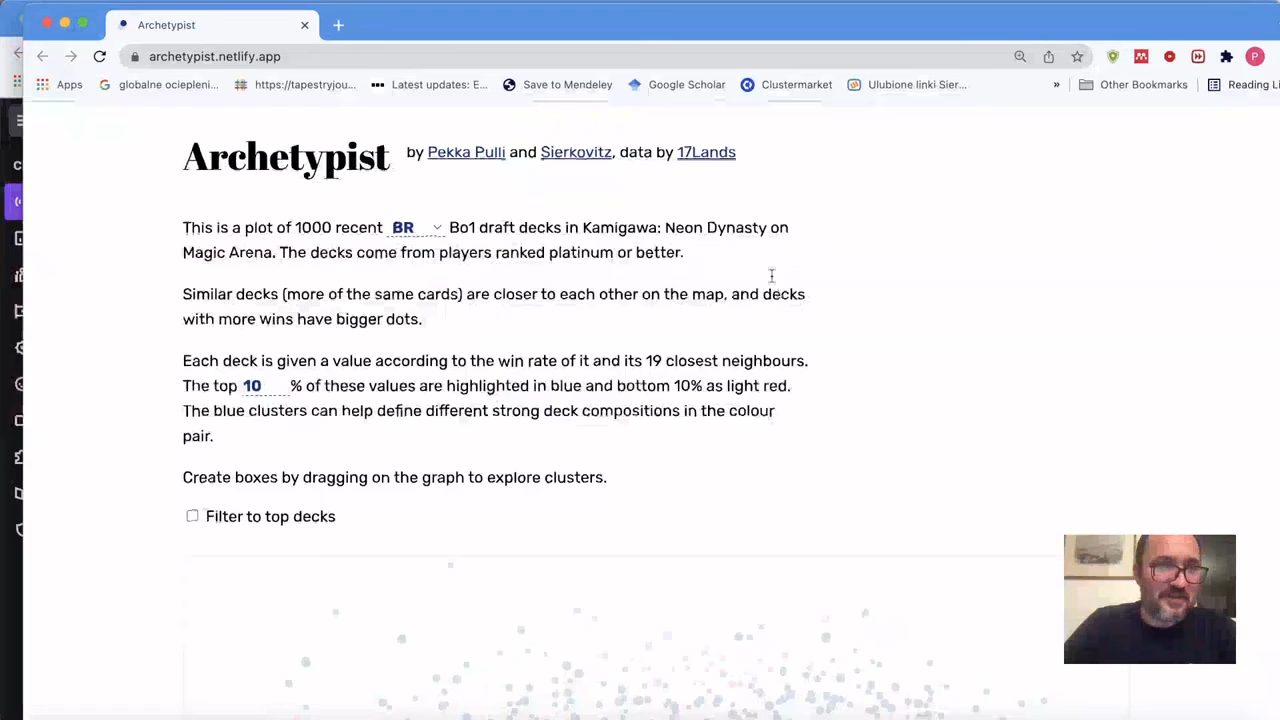 Archetypist
archetypist.netlify.app
P
Apps
globalne ociepleni...
https://tapestryjou...
Latest updates: E...
Save to Mendeley
Google Scholar
Clustermarket
Ulubione linki Sier...
»
Other Bookmarks
Reading Li
Archetypist by Pekka Pulli and Sierkovitz, data by 17Lands
This is a plot of 1000 recent BR Bo1 draft decks in Kamigawa: Neon Dynasty on
Magic Arena. The decks come from players ranked platinum or better.
Similar decks (more of the same cards) are closer to each other on the map, and decks
with more wins have bigger dots.
Each deck is given a value according to the win rate of it and its 19 closest neighbours.
The top 10 % of these values are highlighted in blue and bottom 10% as light red.
The blue clusters can help define different strong deck compositions in the colour
pair.
Create boxes by dragging on the graph to explore clusters.
Filter to top decks